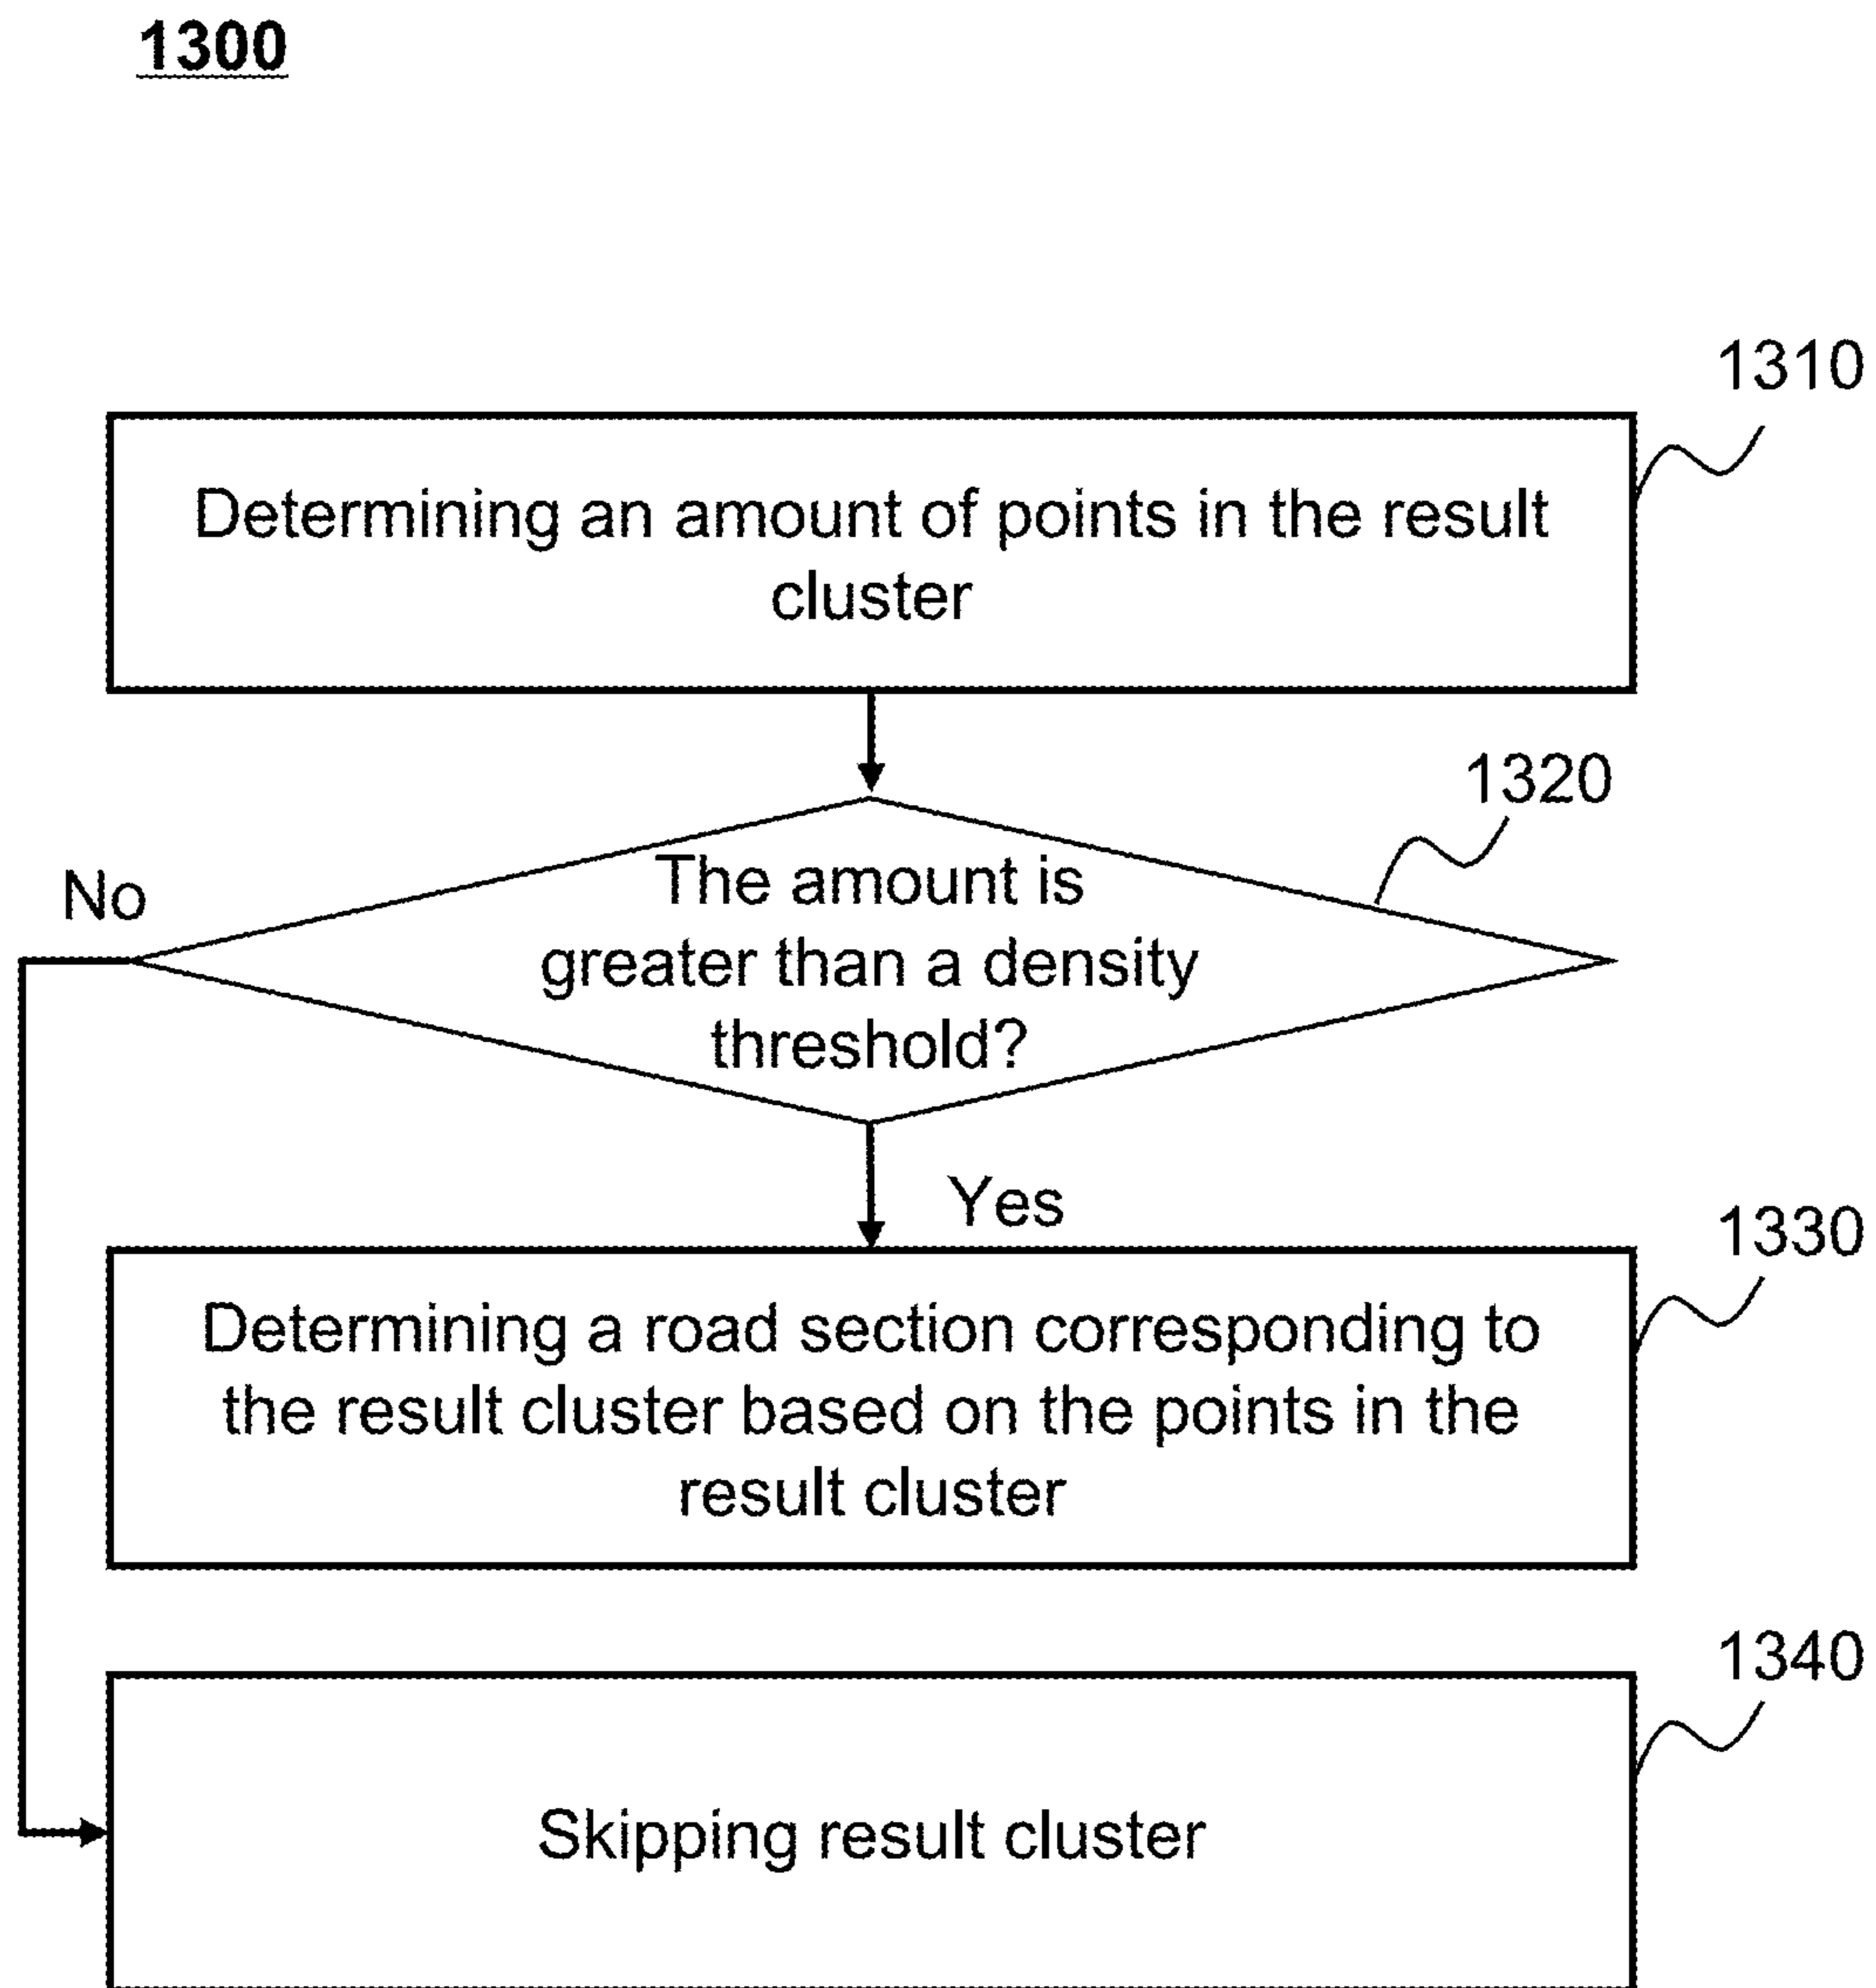 1300
1310
Determining an amount of points in the result
cluster
1320
No
The amount is
greater than a density
threshold?
Yes
1330
Determining a road section corresponding to
the result cluster based on the points in the
result cluster
1340
Skipping result cluster